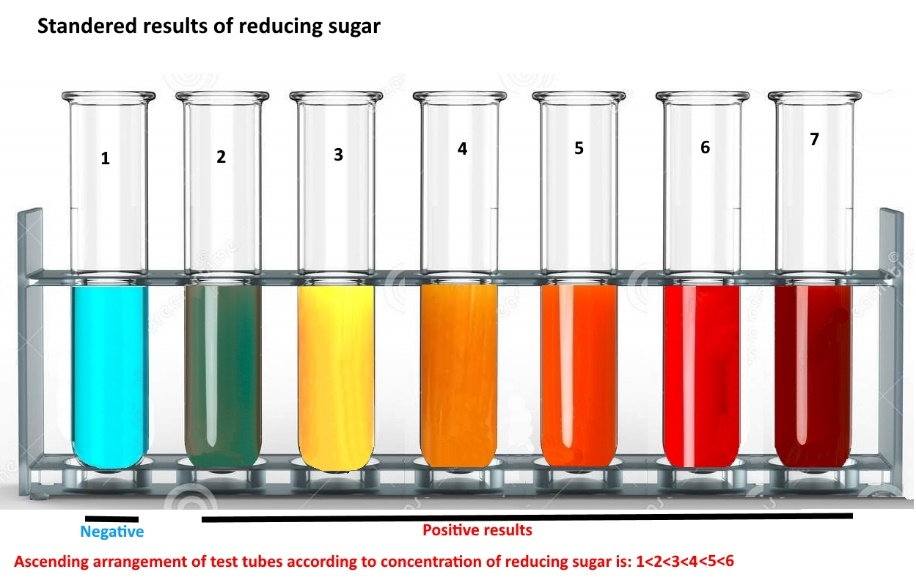 Standered results of reducing sugar
1 2 3 4 5 6 7
Negative
Positive results
Ascending arrangement of test tubes according to concentration of reducing sugar is: 1<2<3<4<5<6